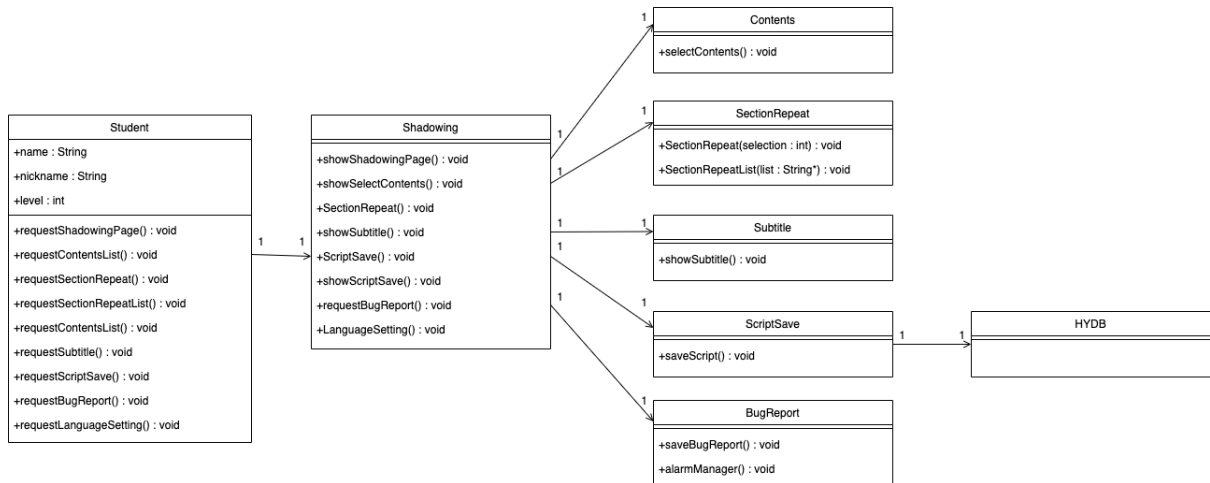 Student
+name : String
+nickname : String
+level : int
+requestShadowingPage() : void
+requestContentsList() : void
+requestSectionRepeat() : void
+requestSectionRepeatList() : void
+requestContentsList() : void
+requestSubtitle() : void
+requestScriptSave() : void
+requestBugReport() : void
+requestLanguageSetting() : void
1
1
Shadowing
+showShadowingPage() : void
+showSelectContents() : void
+SectionRepeat() : void
+showSubtitle() : void
+ScriptSave() : void
+showScriptSave() : void
+requestBugReport() : void
+LanguageSetting() : void
1
1
Contents
+selectContents() : void
1
1
SectionRepeat
+SectionRepeat(selection : int) : void
+SectionRepeatList(list : String*) : void
1
1
Subtitle
+showSubtitle() : void
1
1
ScriptSave
+saveScript() : void
1
1
HYDB
1
1
BugReport
+saveBugReport() : void
+alarmManager() : void